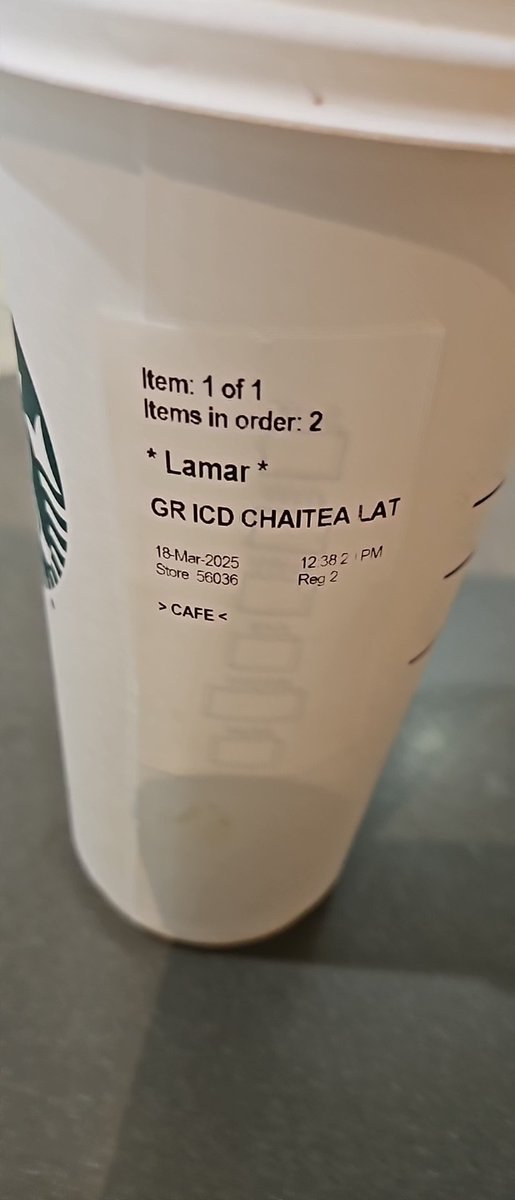 Item: 1 of 1
Items in order: 2
* Lamar *
GR ICD CHAITEA LAT
18-Mar-2025 12 38 2 PM
Store 56036 Reg 2
> CAFE <